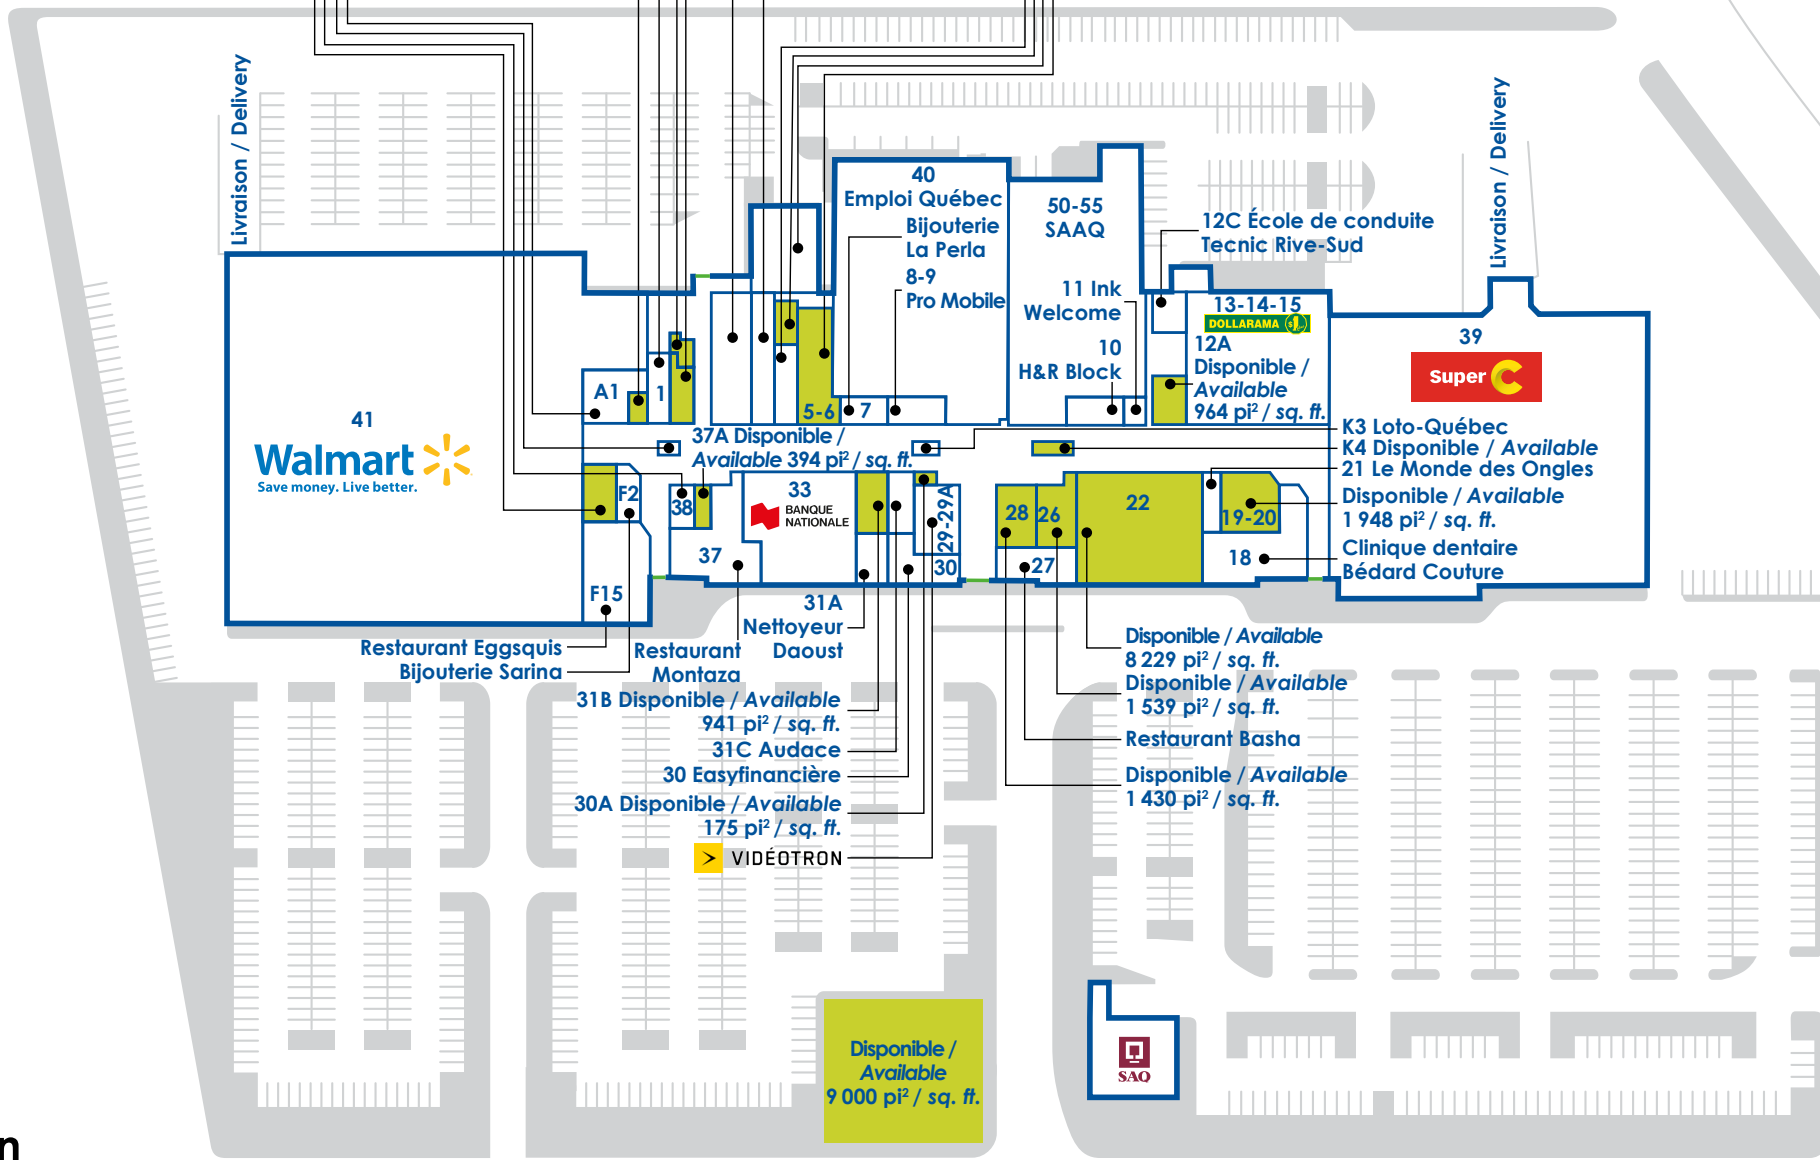 Livraison / Delivery
Livraison / Delivery
40
Emploi Québec
Bijouterie
La Perla
8-9
Pro Mobile
50-55
SAAQ
11 Ink
Welcome
10
H&R Block
12C École de conduite
Tecnic Rive-Sud
13-14-15
DOLLARAMA $
12A
Disponible /
Available
964 pi² / sq. ft.
39
Super C
41
Walmart
Save money. Live better.
A1
1
5-6
7
37A Disponible /
Available 394 pi² / sq. ft.
K3 Loto-Québec
K4 Disponible / Available
21 Le Monde des Ongles
Disponible / Available
1 948 pi² / sq. ft.
Clinique dentaire
Bédard Couture
F2
38
33
BANQUE
NATIONALE
29-29A
28
26
22
19-20
37
30
27
18
F15
Restaurant Eggsquis
Bijouterie Sarina
Restaurant
Montaza
31A
Nettoyeur
Daoust
31B Disponible / Available
941 pi² / sq. ft.
31C Audace
30 Easyfinancière
30A Disponible / Available
175 pi² / sq. ft.
VIDÉOTRON
Disponible / Available
8 229 pi² / sq. ft.
Disponible / Available
1 539 pi² / sq. ft.
Restaurant Basha
Disponible / Available
1 430 pi² / sq. ft.
Disponible /
Available
9 000 pi² / sq. ft.
SAQ
n